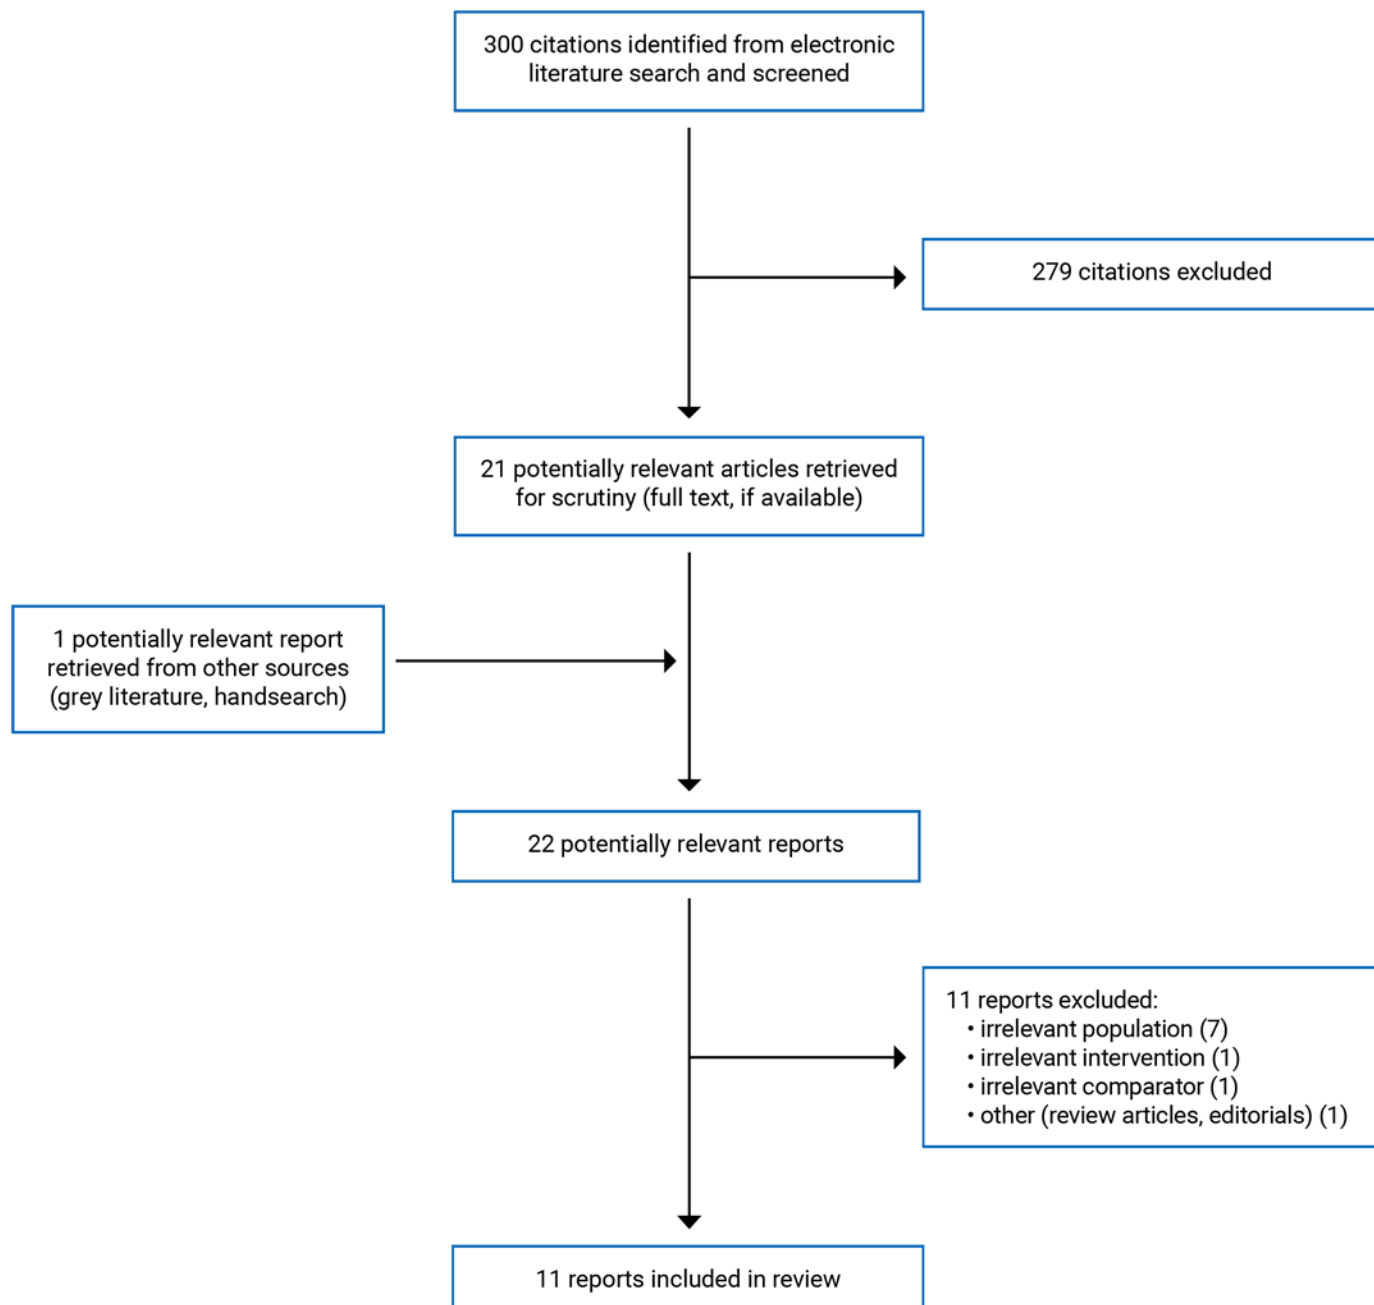 300 citations identified from electronic
literature search and screened
279 citations excluded
21 potentially relevant articles retrieved
for scrutiny (full text, if available)
1 potentially relevant report
retrieved from other sources
(grey literature, handsearch)
22 potentially relevant reports
11 reports excluded:
• irrelevant population (7)
• irrelevant intervention (1)
• irrelevant comparator (1)
• other (review articles, editorials) (1)
11 reports included in review